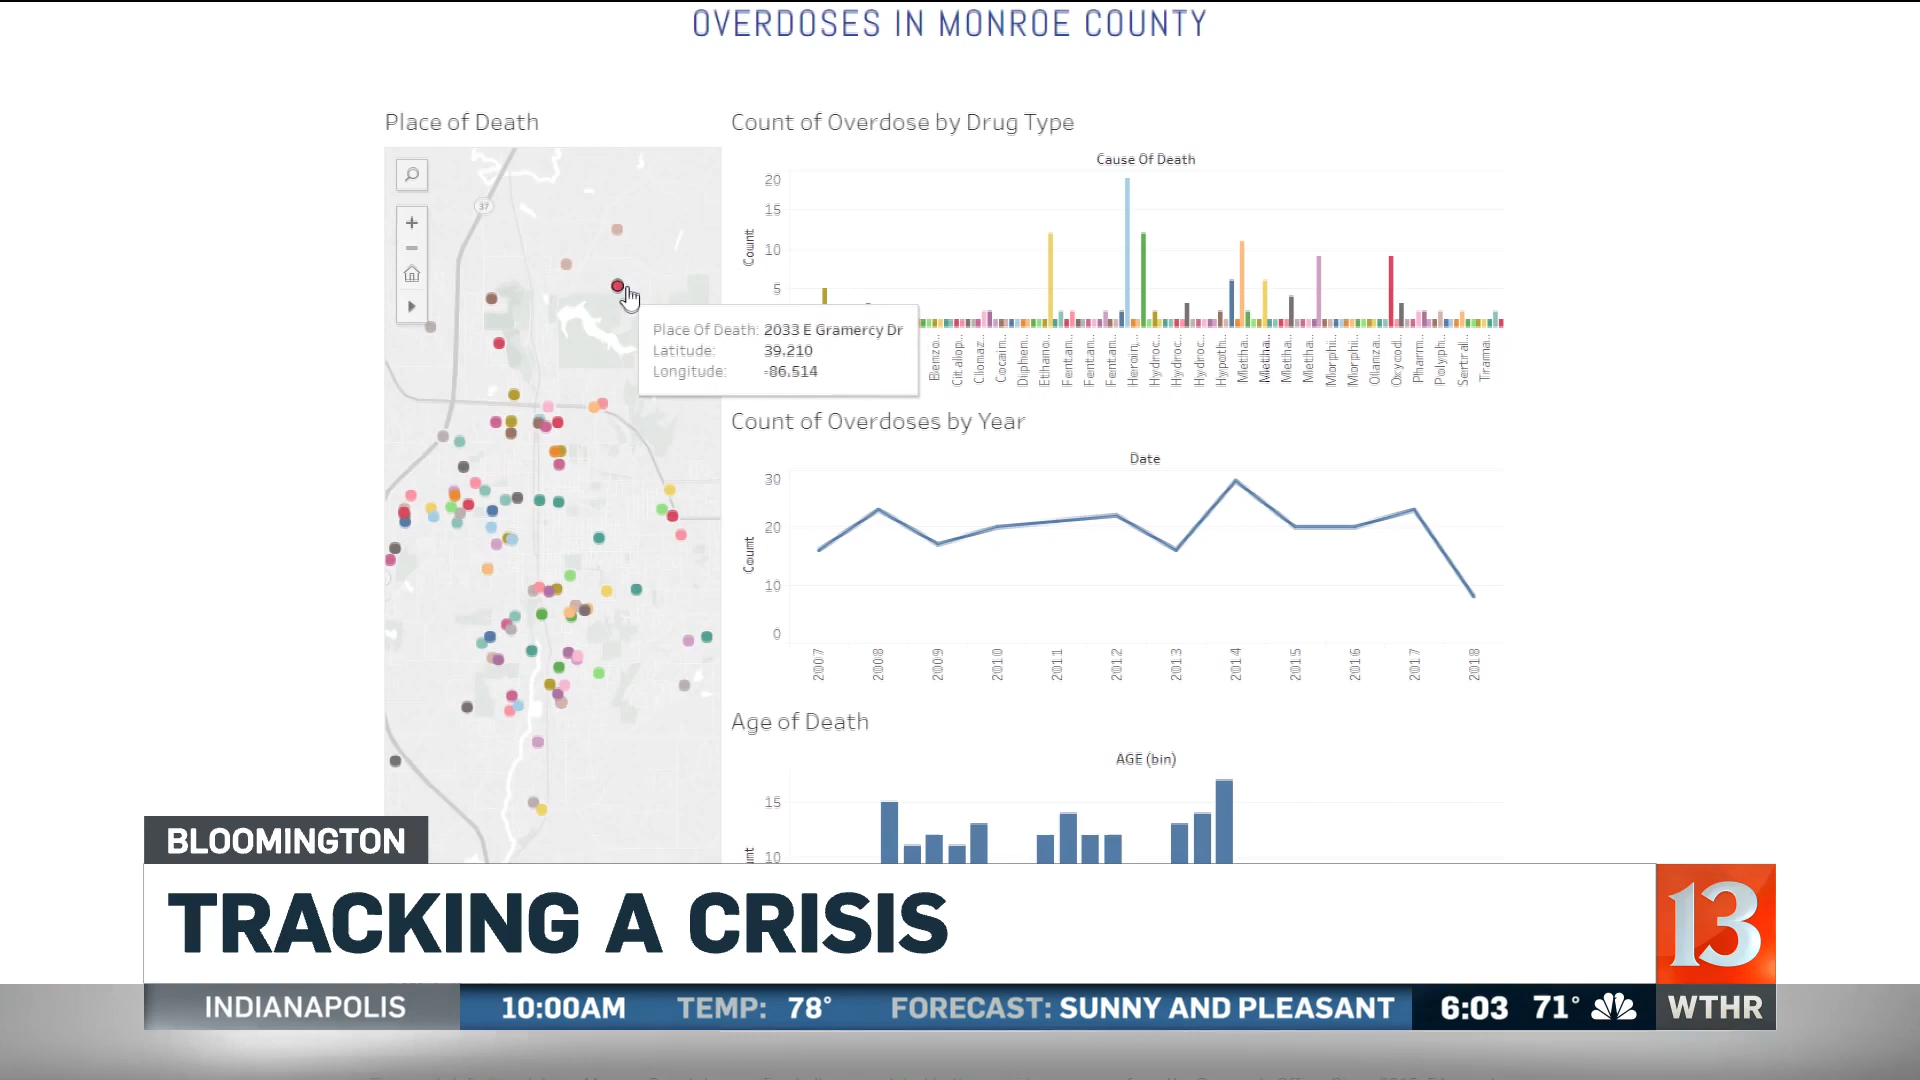 OVERDOSES IN MONROE COUNTY
Place of Death
37
Place Of Death: 2033 E Gramercy Dr
Latitude: 39.210
Longitude: -86.514
Count of Overdose by Drug Type
Cause Of Death
Count
20
15
10
5
Benzo..
Citalop..
Clonaz..
Cocain..
Diphen..
Ethano..
Fentan..
Fentan..
Fentan..
Heroin,..
Hydroc..
Hydroc..
Hydroc..
Hypoth..
Metha..
Metha..
Metha..
Metha..
Morphi..
Morphi..
Olanza..
Oxycod..
Pharm..
Polyph..
Sertral..
Trama..
Count of Overdoses by Year
Date
Count
30
20
10
0
2007 2008 2009 2010 2011 2012 2013 2014 2015 2016 2017 2018
Age of Death
AGE (bin)
15
10
BLOOMINGTON
TRACKING A CRISIS
13
INDIANAPOLIS 10:00AM TEMP: 78° FORECAST: SUNNY AND PLEASANT 6:03 71° WTHR